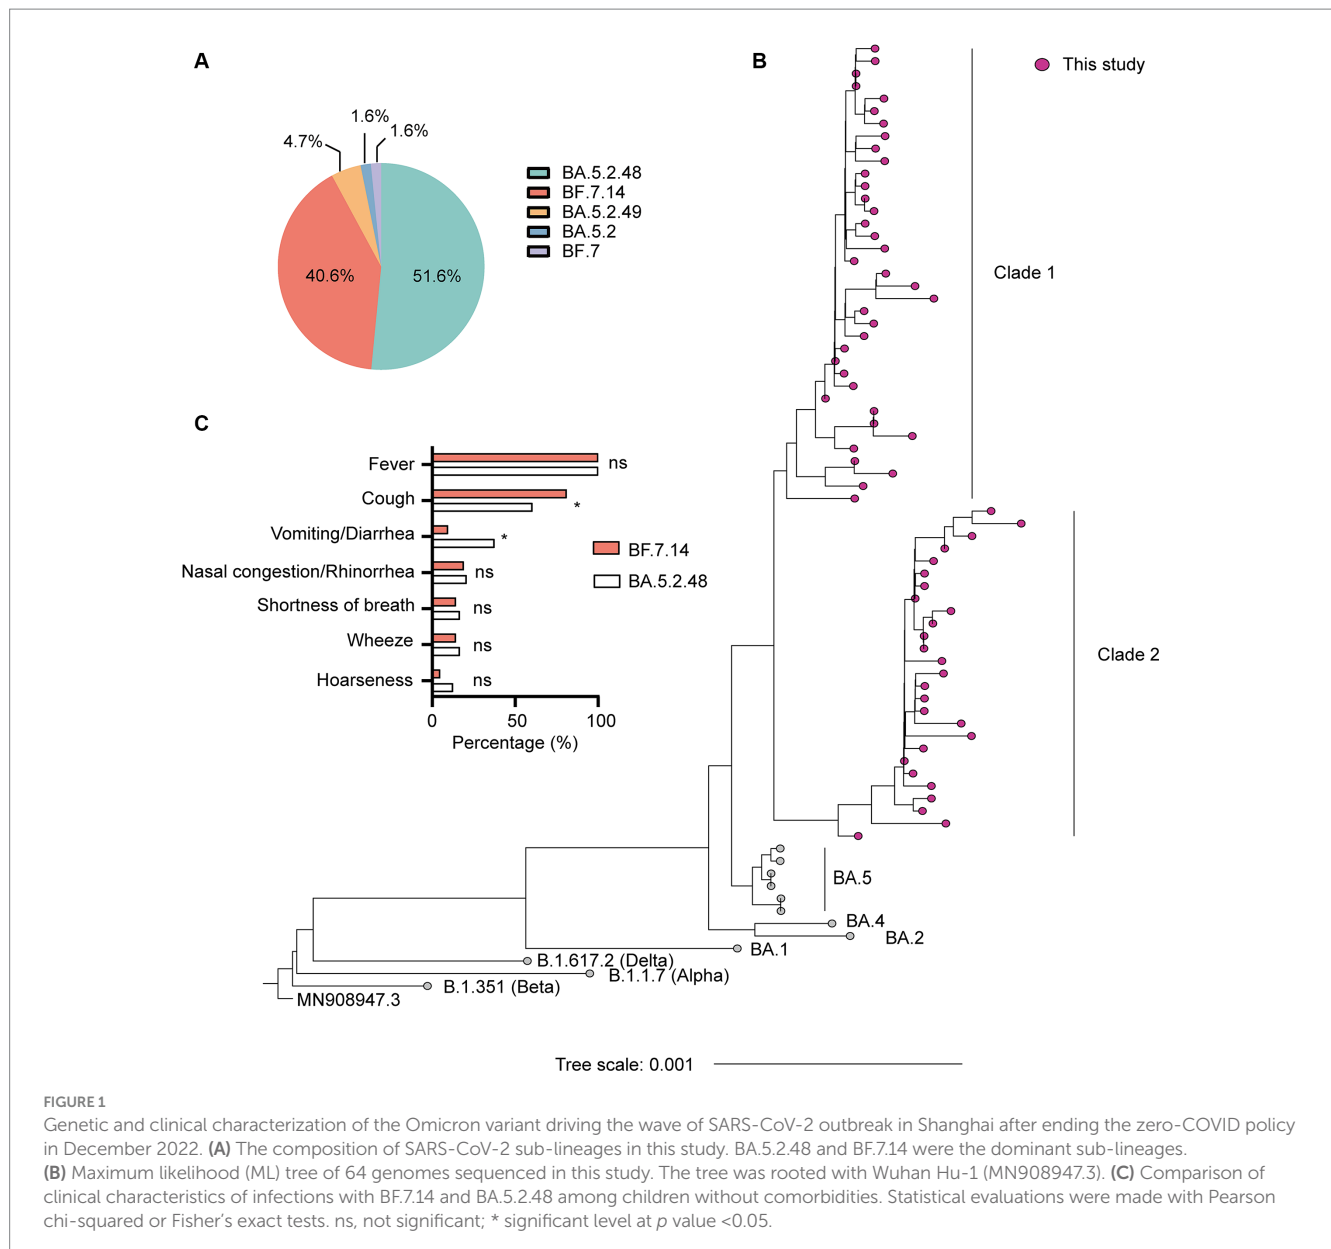 A
1.6%
1.6%
4.7%
40.6%
51.6%
BA.5.2.48
BF.7.14
BA.5.2.49
BA.5.2
BF.7
B
This study
Clade 1
Clade 2
BA.5
BA.4
BA.2
BA.1
B.1.617.2 (Delta)
B.1.1.7 (Alpha)
B.1.351 (Beta)
MN908947.3
Tree scale: 0.001
C
Fever
ns
Cough
*
Vomiting/Diarrhea
*
Nasal congestion/Rhinorrhea
ns
Shortness of breath
ns
Wheeze
ns
Hoarseness
ns
0
50
100
Percentage (%)
BF.7.14
BA.5.2.48
FIGURE 1
Genetic and clinical characterization of the Omicron variant driving the wave of SARS-CoV-2 outbreak in Shanghai after ending the zero-COVID policy
in December 2022. (A) The composition of SARS-CoV-2 sub-lineages in this study. BA.5.2.48 and BF.7.14 were the dominant sub-lineages.
(B) Maximum likelihood (ML) tree of 64 genomes sequenced in this study. The tree was rooted with Wuhan Hu-1 (MN908947.3). (C) Comparison of
clinical characteristics of infections with BF.7.14 and BA.5.2.48 among children without comorbidities. Statistical evaluations were made with Pearson
chi-squared or Fisher's exact tests. ns, not significant; * significant level at p value <0.05.